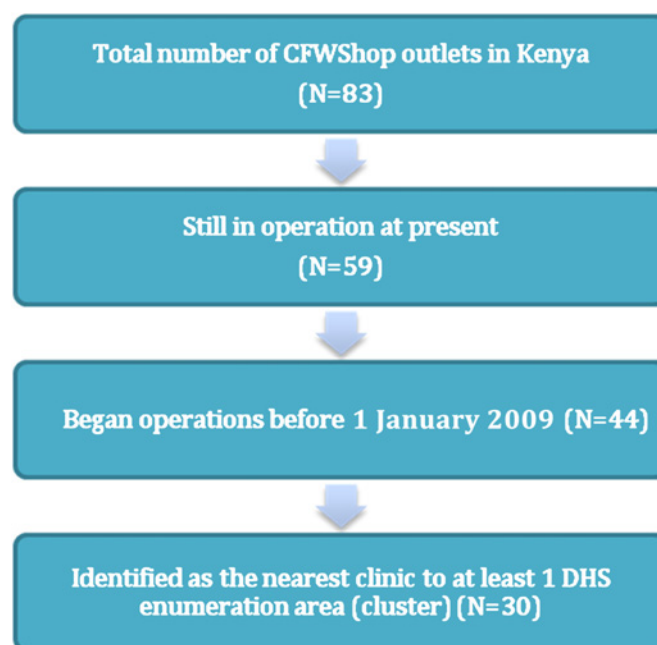 Total number of CFWShop outlets in Kenya
(N=83)
Still in operation at present
(N=59)
Began operations before 1 January 2009 (N=44)
Identified as the nearest clinic to at least 1 DHS
enumeration area (cluster) (N=30)